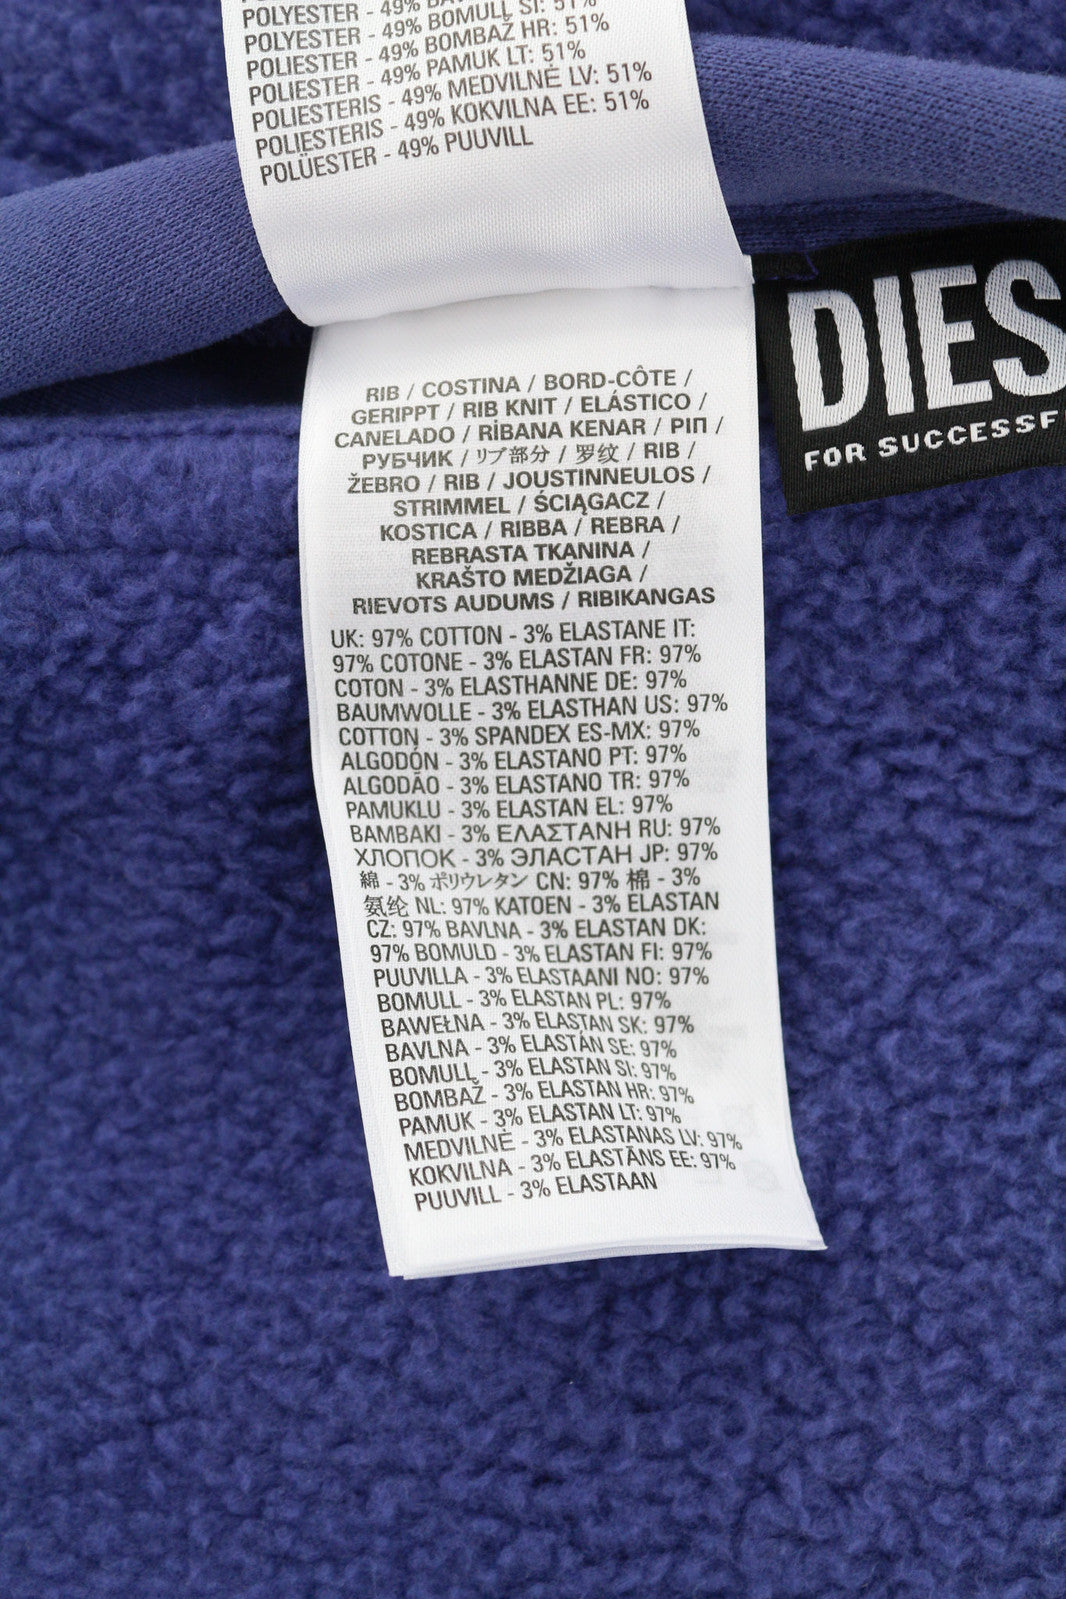 POLYESTER - 49% BOMULL SI: 51%
POLYESTER - 49% BOMBAŽ HR: 51%
POLIESTER - 49% PAMUK LT: 51%
POLIESTERIS - 49% MEDVILNĖ LV: 51%
POLIESTERIS - 49% KOKVILNA EE: 51%
POLÜESTER - 49% PUUVILL
DIES
FOR SUCCESSF
RIB / COSTINA / BORD-CÔTE /
GERIPPT / RIB KNIT / ELÁSTICO /
CANELADO / RİBANA KENAR / ΡΙΠ /
РУБЧИК / リブ部分 / 罗纹 / RIB /
ŽEBRO / RIB / JOUSTINNEULOS /
STRIMMEL / ŚCIĄGACZ /
KOSTICA / RIBBA / REBRA /
REBRASTA TKANINA /
KRAŠTO MEDŽIAGA /
RIEVOTS AUDUMS / RIBIKANGAS
UK: 97% COTTON - 3% ELASTANE IT:
97% COTONE - 3% ELASTAN FR: 97%
COTON - 3% ELASTHANNE DE: 97%
BAUMWOLLE - 3% ELASTHAN US: 97%
COTTON - 3% SPANDEX ES-MX: 97%
ALGODÓN - 3% ELASTANO PT: 97%
ALGODÃO - 3% ELASTANO TR: 97%
PAMUKLU - 3% ELASTAN EL: 97%
ΒΑΜΒΑΚΙ - 3% ΕΛΑΣΤΑΝΗ RU: 97%
ХЛОПОК - 3% ЭЛАСТАН JP: 97%
綿 - 3% ポリウレタン CN: 97% 棉 - 3%
氨纶 NL: 97% KATOEN - 3% ELASTAN
CZ: 97% BAVLNA - 3% ELASTAN DK:
97% BOMULD - 3% ELASTAN FI: 97%
PUUVILLA - 3% ELASTAANI NO: 97%
BOMULL - 3% ELASTAN PL: 97%
BAWEŁNA - 3% ELASTAN SK: 97%
BAVLNA - 3% ELASTÁN SE: 97%
BOMULL - 3% ELASTAN SI: 97%
BOMBAŽ - 3% ELASTAN HR: 97%
PAMUK - 3% ELASTAN LT: 97%
MEDVILNĖ - 3% ELASTANAS LV: 97%
KOKVILNA - 3% ELASTĀNS EE: 97%
PUUVILL - 3% ELASTAAN